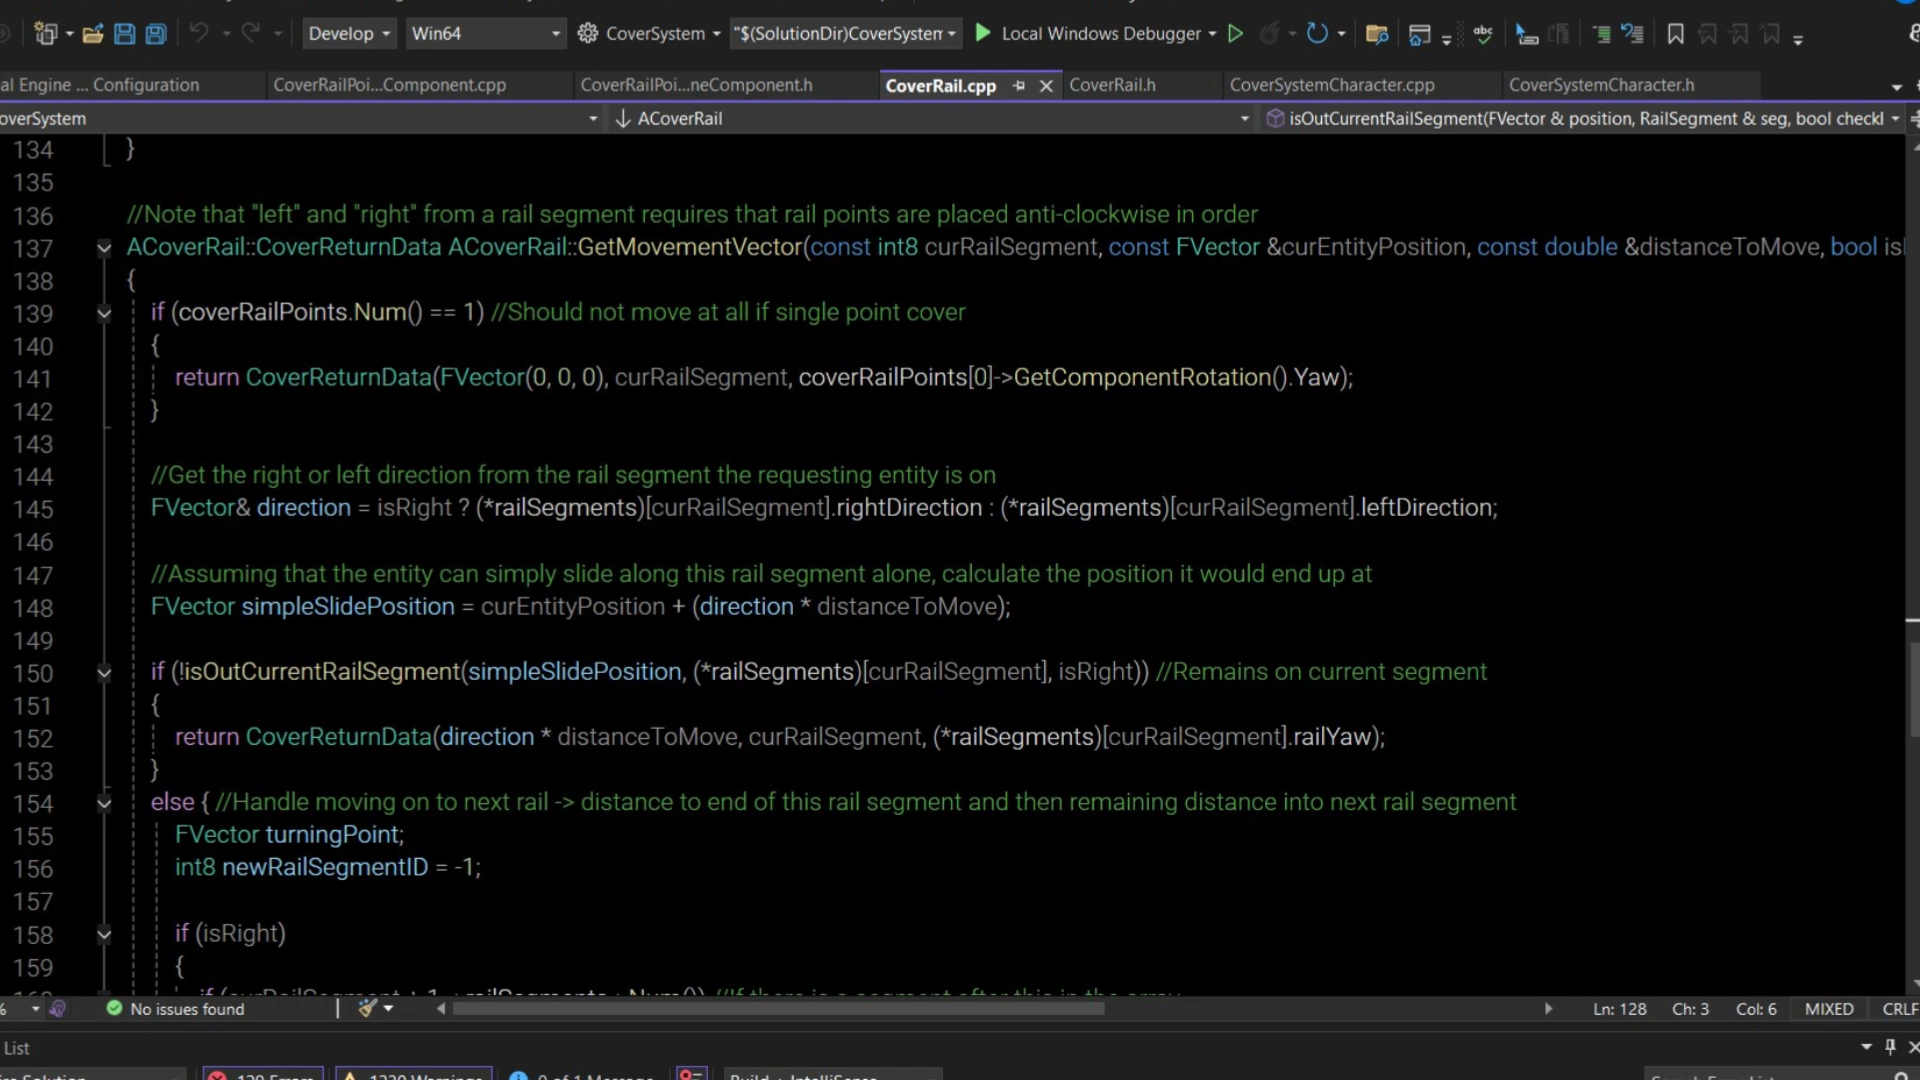 Develop Win64 CoverSystem "$(SolutionDir)CoverSysten Local Windows Debugger
al Engine ... Configuration CoverRailPoi...Component.cpp CoverRailPoi...neComponent.h CoverRail.cpp CoverRail.h CoverSystemCharacter.cpp CoverSystemCharacter.h
overSystem ACoverRail isOutCurrentRailSegment(FVector & position, RailSegment & seg, bool checkl
134 }
135
136 //Note that "left" and "right" from a rail segment requires that rail points are placed anti-clockwise in order
137 ACoverRail::CoverReturnData ACoverRail::GetMovementVector(const int8 curRailSegment, const FVector &curEntityPosition, const double &distanceToMove, bool isl
138 {
139 if (coverRailPoints.Num() == 1) //Should not move at all if single point cover
140 {
141 return CoverReturnData(FVector(0, 0, 0), curRailSegment, coverRailPoints[0]->GetComponentRotation().Yaw);
142 }
143
144 //Get the right or left direction from the rail segment the requesting entity is on
145 FVector& direction = isRight ? (*railSegments)[curRailSegment].rightDirection : (*railSegments)[curRailSegment].leftDirection;
146
147 //Assuming that the entity can simply slide along this rail segment alone, calculate the position it would end up at
148 FVector simpleSlidePosition = curEntityPosition + (direction * distanceToMove);
149
150 if (!isOutCurrentRailSegment(simpleSlidePosition, (*railSegments)[curRailSegment], isRight)) //Remains on current segment
151 {
152 return CoverReturnData(direction * distanceToMove, curRailSegment, (*railSegments)[curRailSegment].railYaw);
153 }
154 else { //Handle moving on to next rail -> distance to end of this rail segment and then remaining distance into next rail segment
155 FVector turningPoint;
156 int8 newRailSegmentID = -1;
157
158 if (isRight)
159 {
% No issues found Ln: 128 Ch: 3 Col: 6 MIXED CRLF
List